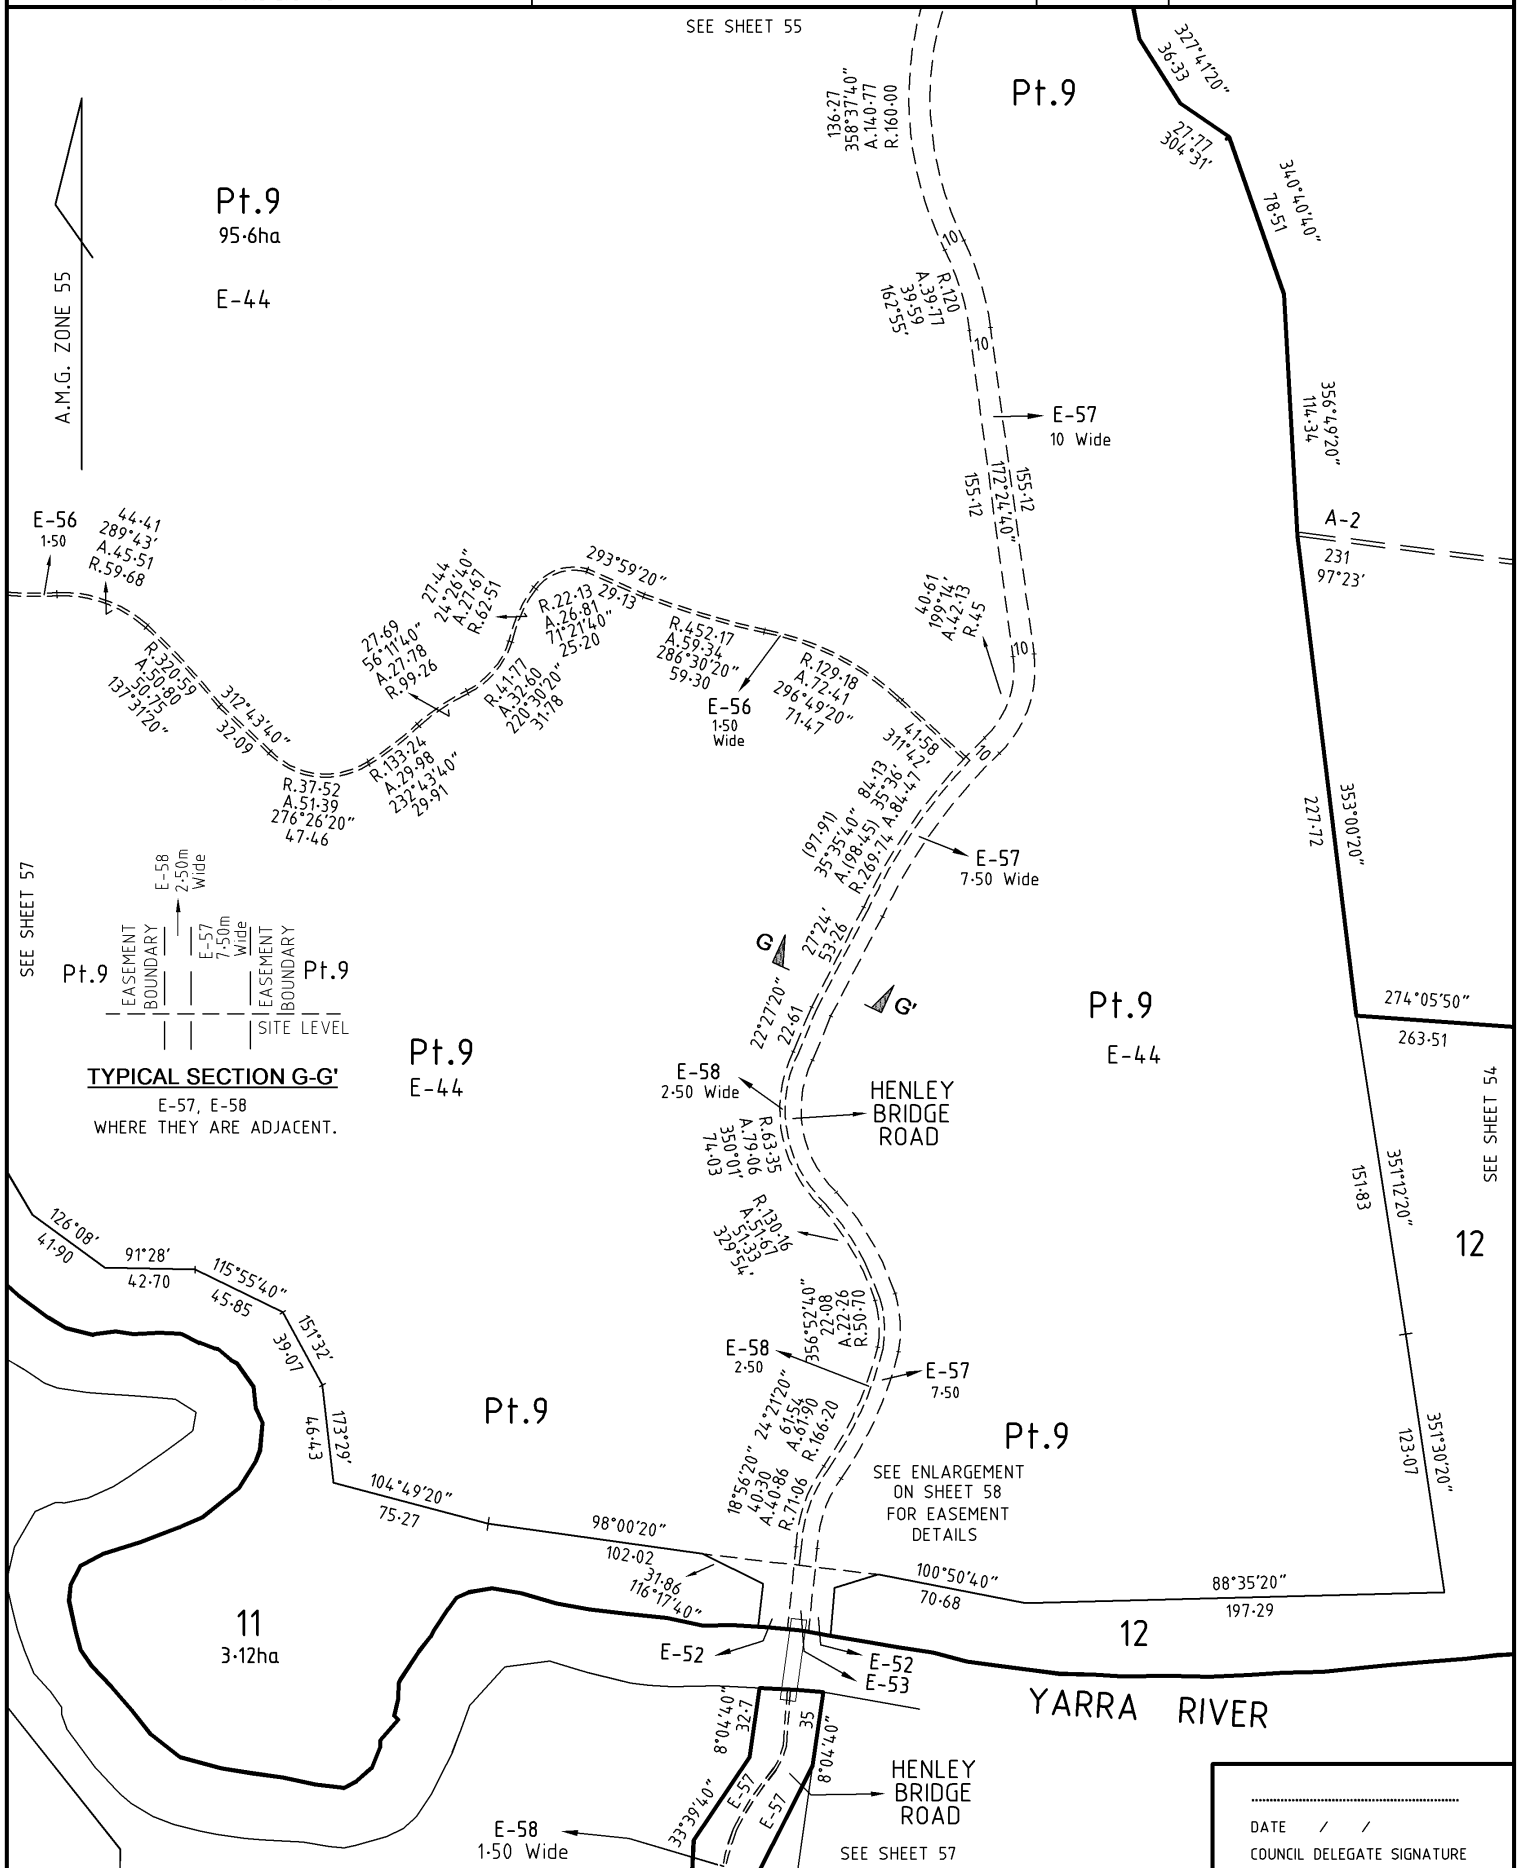 SEE SHEET 55
327°41'20"
36·33
Pt.9
27·77
304°31'
136·27
358°37'40"
A.140·77
R.160·00
340°40'40"
78·51
Pt.9
95·6ha
E-44
A.M.G. ZONE 55
10
R.120
A.39·77
39·59
162°55'
10
E-57
10 Wide
356°49'20"
114·34
155·12
172°24'40"
155·12
A-2
231
97°23'
E-56
1·50
44·41
289°43'
A.45·51
R.59·68
27·44
24°26'40"
A.27·67
R.62·51
293°59'20"
29·13
R.22·13
A.26·81
71°21'40"
25·20
40·61
199°14'
A.42·13
R.45
10
27·69
56°11'40"
A.27·78
R.99·26
R.320·59
A.50·80
50·75
137°31'20"
312°43'40"
32·09
R.41·77
A.32·60
220°30'20"
31·78
R.452·17
A.59·34
286°30'20"
59·30
E-56
1·50
Wide
R.129·18
A.72·41
296°49'20"
71·47
41·58
311°42'
10
R.37·52
A.51·39
276°26'20"
47·46
R.133·24
A.29·98
232°43'40"
29·91
84·13
35°36'
A.84·47
(97·91)
35°35'40"
A.(98·45)
R.269·74
353°00'20"
227·72
E-57
7·50 Wide
SEE SHEET 57
E-58
2·50m
Wide
E-57
7·50m
Wide
Pt.9
EASEMENT
BOUNDARY
EASEMENT
BOUNDARY
Pt.9
SITE LEVEL
TYPICAL SECTION G-G'
E-57, E-58
WHERE THEY ARE ADJACENT.
27°24'
53·26
G
G'
22°27'20"
22·61
Pt.9
E-44
Pt.9
E-44
274°05'50"
263·51
E-58
2·50 Wide
HENLEY
BRIDGE
ROAD
SEE SHEET 54
R.63·35
A.79·06
350°01'
74·03
351°12'20"
151·83
12
R.130·16
A.51·67
51·33
329°54'
126°08'
41·90
91°28'
42·70
115°55'40"
45·85
151°32'
39·07
173°29'
46·43
356°52'40"
22·08
A.22·26
R.50·70
E-58
2·50
E-57
7·50
Pt.9
24°21'20"
61·54
A.61·90
R.166·20
Pt.9
351°30'20"
123·07
18°56'20"
40·30
A.40·86
R.71·06
SEE ENLARGEMENT
ON SHEET 58
FOR EASEMENT
DETAILS
104°49'20"
75·27
98°00'20"
102·02
31·86
116°17'40"
100°50'40"
70·68
88°35'20"
197·29
11
3·12ha
12
E-52
E-52
E-53
YARRA RIVER
8°04'40"
32·7
35
8°04'40"
HENLEY
BRIDGE
ROAD
E-57
E-57
33°39'40"
E-58
1·50 Wide
SEE SHEET 57
DATE / /
COUNCIL DELEGATE SIGNATURE